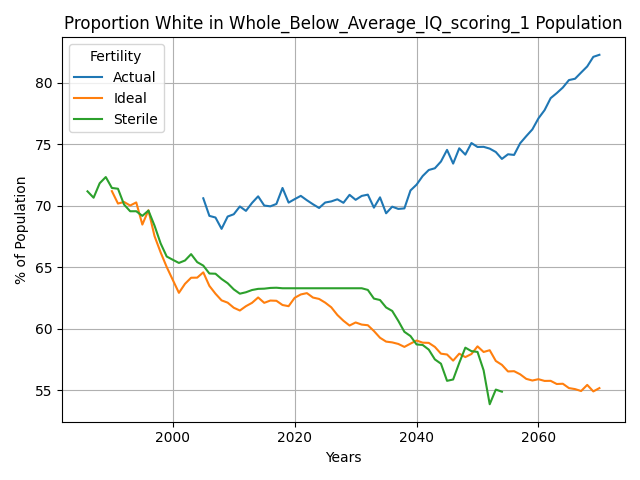 Proportion White in Whole_Below_Average_IQ_scoring_1 Population
Fertility
Actual
Ideal
Sterile
% of Population
80
75
70
65
60
55
2000
2020
2040
2060
Years